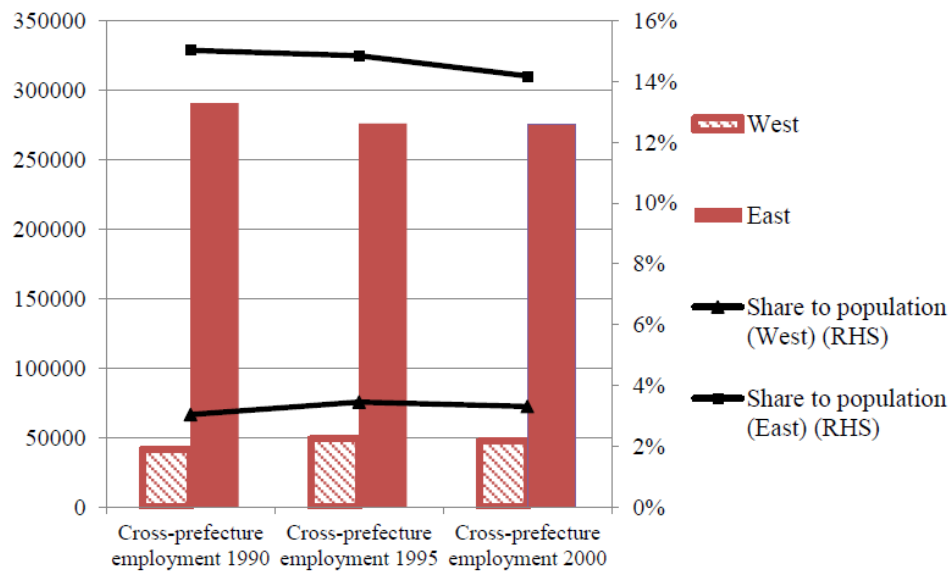 350000
300000
250000
200000
150000
100000
50000
0
16%
14%
12%
10%
8%
6%
4%
2%
0%
Cross-prefecture
employment 1990
Cross-prefecture
employment 1995
Cross-prefecture
employment 2000
West
East
Share to population
(West) (RHS)
Share to population
(East) (RHS)